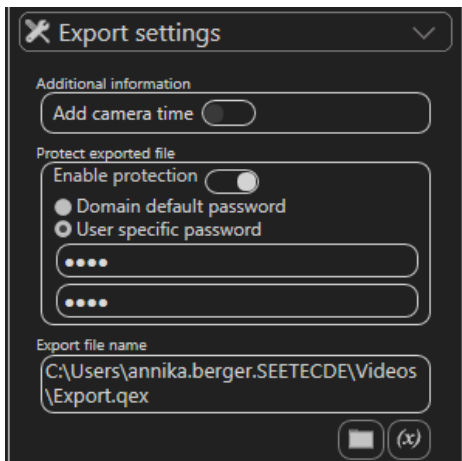 Export settings
Additional information
Add camera time
Protect exported file
Enable protection
Domain default password
User specific password
••••
••••
Export file name
C:\Users\annika.berger.SEETECDE\Videos
\Export.qex
(x)